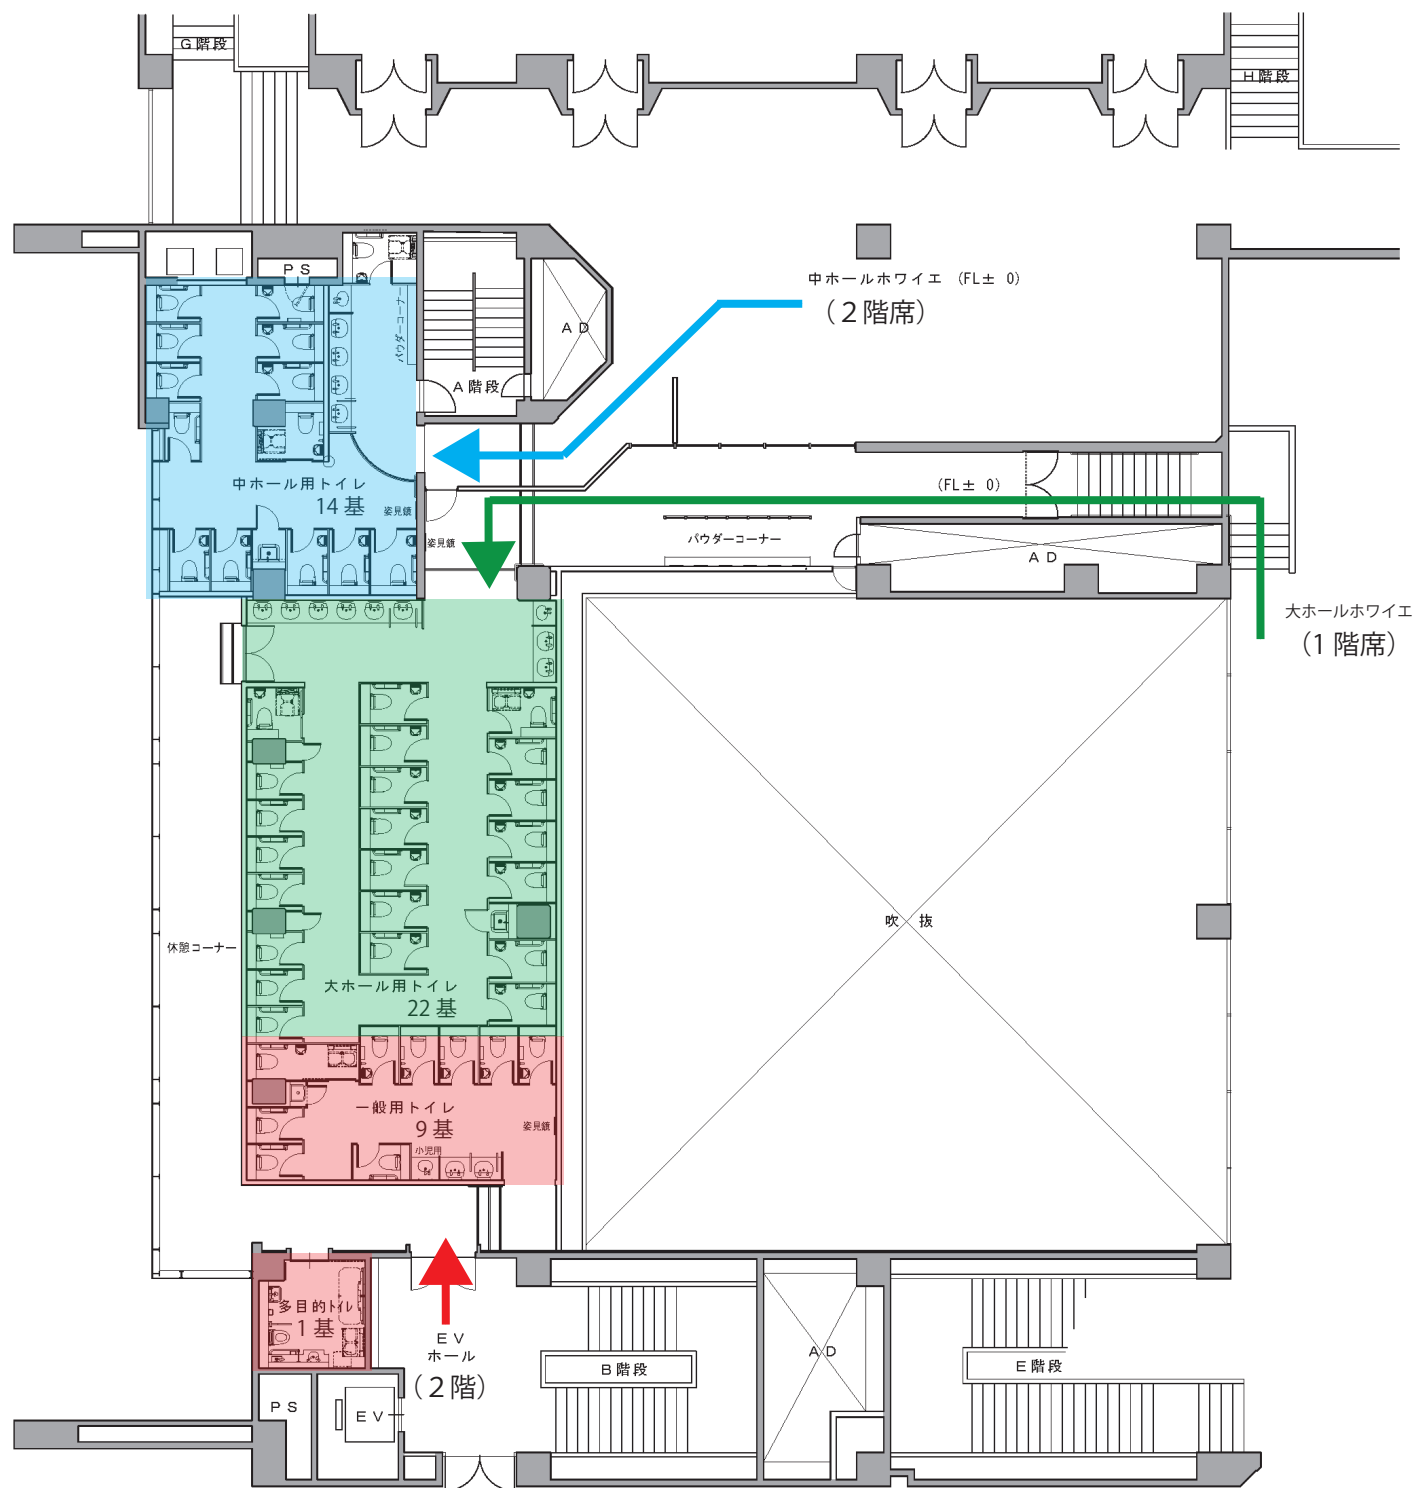 G階段
H階段
PS
中ホールホワイエ (FL± 0)
（２階席）
パウダーコーナー
AD
A階段
中ホール用トイレ
14 基
姿見鏡
(FL± 0)
姿見鏡
パウダーコーナー
AD
大ホールホワイエ
（1 階席）
吹 抜
休憩コーナー
大ホール用トイレ
22 基
一般用トイレ
9 基
姿見鏡
小児用
多目的トイレ
1 基
EV
ホール
（２階）
B階段
AD
E階段
PS
EV